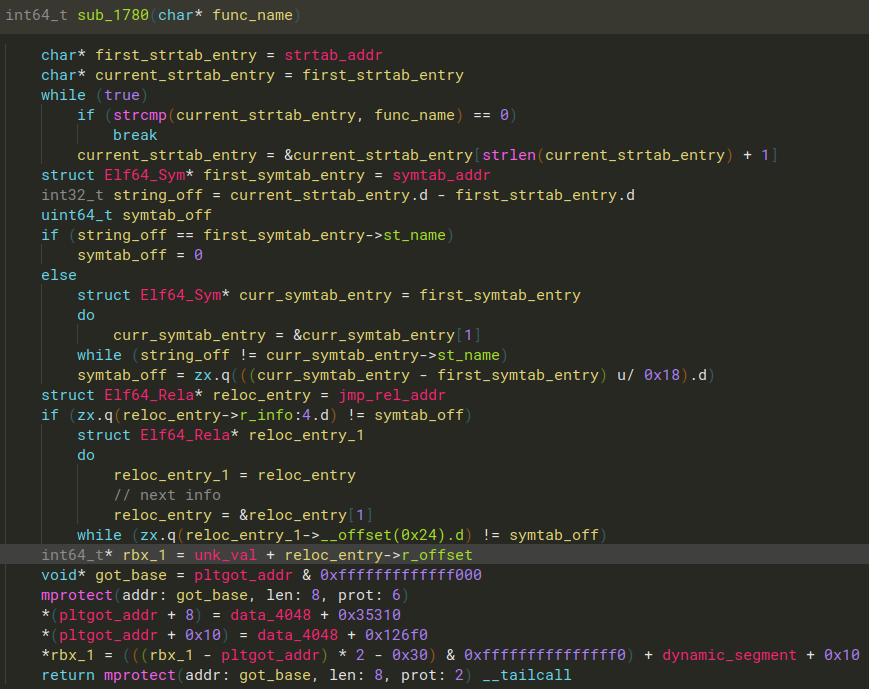 int64_t sub_1780(char* func_name)
char* first_strtab_entry = strtab_addr
char* current_strtab_entry = first_strtab_entry
while (true)
if (strcmp(current_strtab_entry, func_name) == 0)
break
current_strtab_entry = &current_strtab_entry[strlen(current_strtab_entry) + 1]
struct Elf64_Sym* first_symtab_entry = symtab_addr
int32_t string_off = current_strtab_entry.d - first_strtab_entry.d
uint64_t symtab_off
if (string_off == first_symtab_entry->st_name)
symtab_off = 0
else
struct Elf64_Sym* curr_symtab_entry = first_symtab_entry
do
curr_symtab_entry = &curr_symtab_entry[1]
while (string_off != curr_symtab_entry->st_name)
symtab_off = zx.q(((curr_symtab_entry - first_symtab_entry) u/ 0x18).d)
struct Elf64_Rela* reloc_entry = jmp_rel_addr
if (zx.q(reloc_entry->r_info:4.d) != symtab_off)
struct Elf64_Rela* reloc_entry_1
do
reloc_entry_1 = reloc_entry
// next info
reloc_entry = &reloc_entry[1]
while (zx.q(reloc_entry_1->__offset(0x24).d) != symtab_off)
int64_t* rbx_1 = unk_val + reloc_entry->r_offset
void* got_base = pltgot_addr & 0xfffffffffffff000
mprotect(addr: got_base, len: 8, prot: 6)
*(pltgot_addr + 8) = data_4048 + 0x35310
*(pltgot_addr + 0x10) = data_4048 + 0x126f0
*rbx_1 = (((rbx_1 - pltgot_addr) * 2 - 0x30) & 0xfffffffffffffff0) + dynamic_segment + 0x10
return mprotect(addr: got_base, len: 8, prot: 2) __tailcall